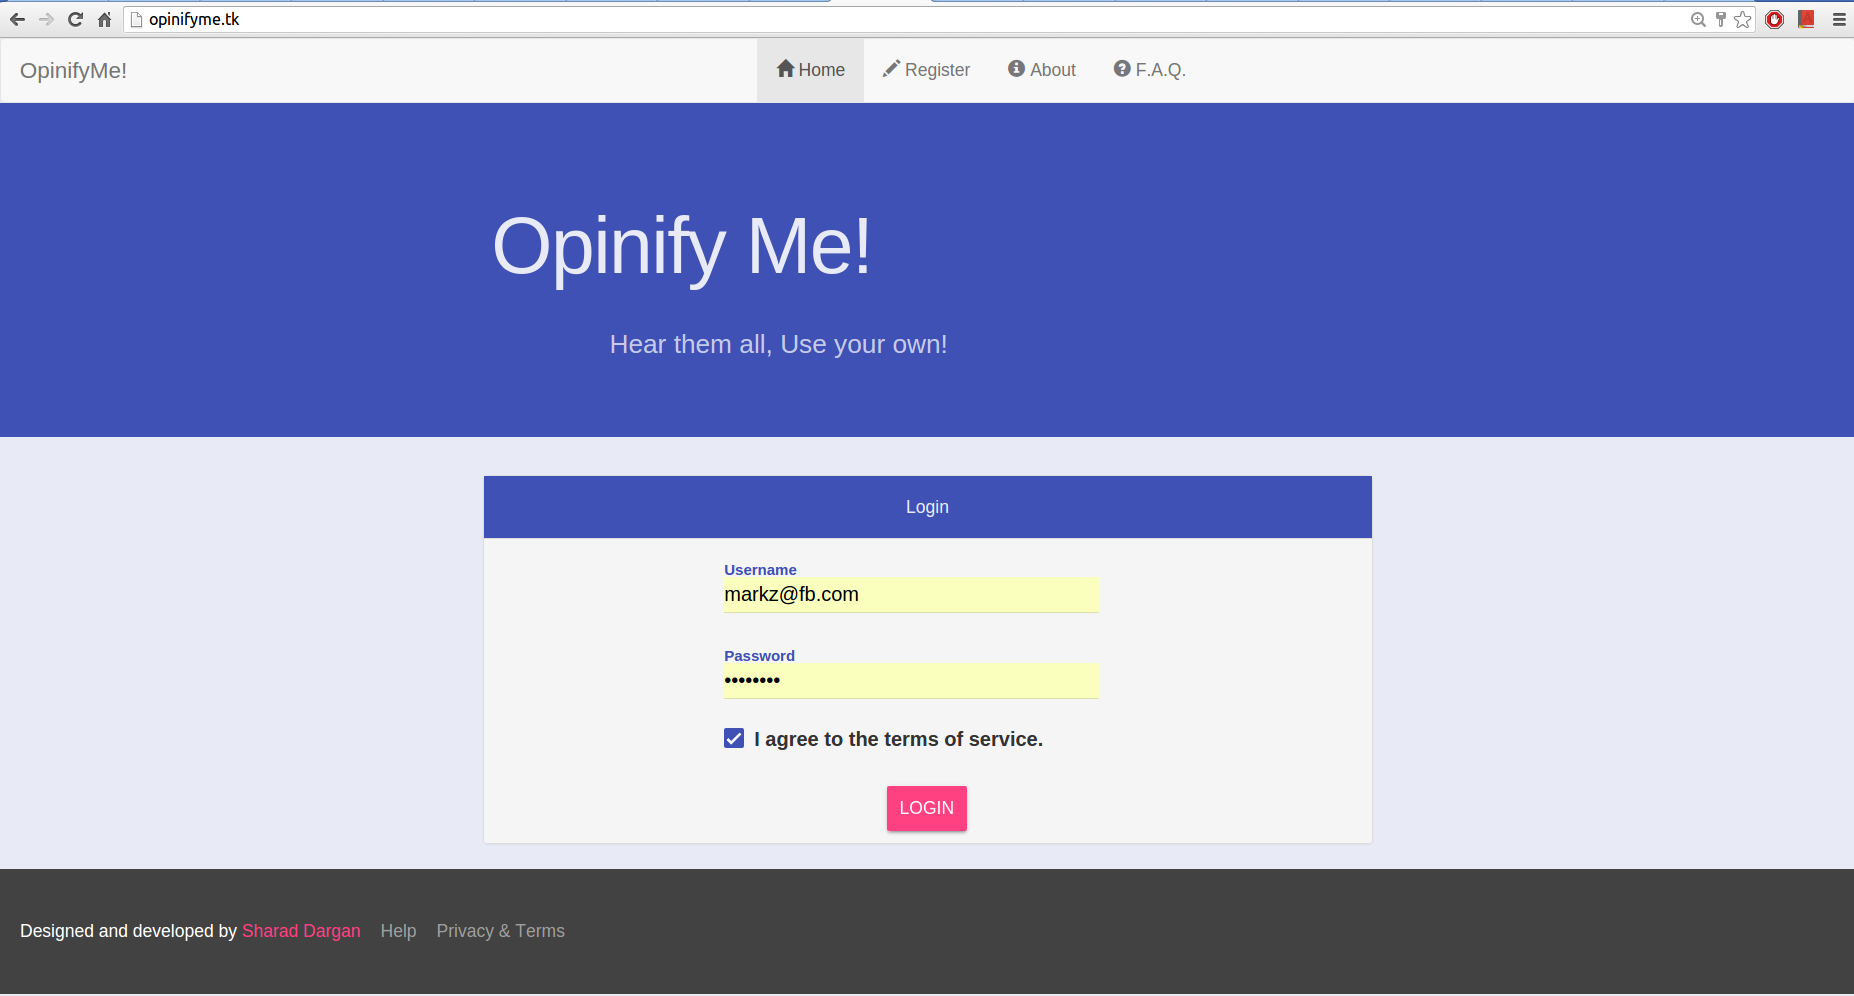 opinifyme.tk
OpinifyMe!
Home
Register
About
F.A.Q.
Opinify Me!
Hear them all, Use your own!
Login
Username
markz@fb.com
Password
••••••••
I agree to the terms of service.
LOGIN
Designed and developed by Sharad Dargan Help Privacy & Terms